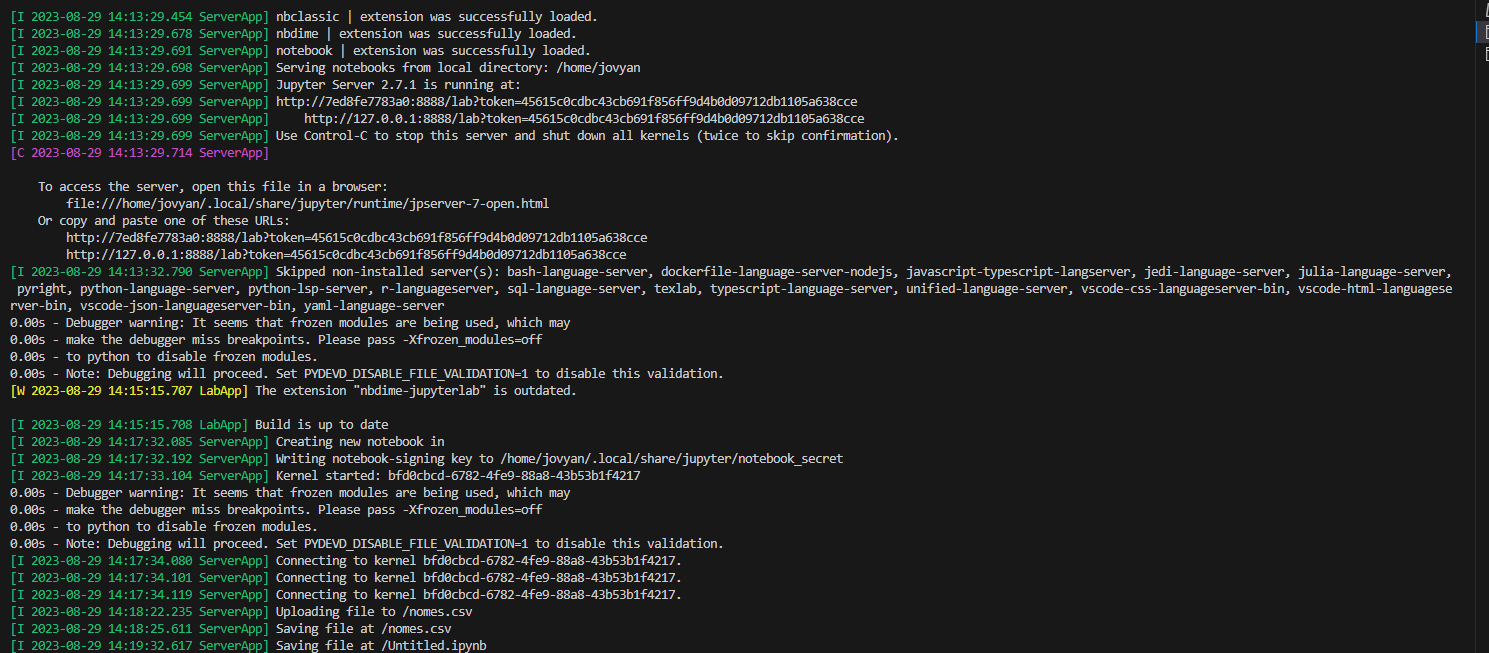 [I 2023-08-29 14:13:29.454 ServerApp] nbclassic | extension was successfully loaded.
[I 2023-08-29 14:13:29.678 ServerApp] nbdime | extension was successfully loaded.
[I 2023-08-29 14:13:29.691 ServerApp] notebook | extension was successfully loaded.
[I 2023-08-29 14:13:29.698 ServerApp] Serving notebooks from local directory: /home/jovyan
[I 2023-08-29 14:13:29.699 ServerApp] Jupyter Server 2.7.1 is running at:
[I 2023-08-29 14:13:29.699 ServerApp] http://7ed8fe7783a0:8888/lab?token=45615c0cdbc43cb691f856ff9d4b0d09712db1105a638cce
[I 2023-08-29 14:13:29.699 ServerApp]     http://127.0.0.1:8888/lab?token=45615c0cdbc43cb691f856ff9d4b0d09712db1105a638cce
[I 2023-08-29 14:13:29.699 ServerApp] Use Control-C to stop this server and shut down all kernels (twice to skip confirmation).
[C 2023-08-29 14:13:29.714 ServerApp]
    To access the server, open this file in a browser:
        file:///home/jovyan/.local/share/jupyter/runtime/jpserver-7-open.html
    Or copy and paste one of these URLs:
        http://7ed8fe7783a0:8888/lab?token=45615c0cdbc43cb691f856ff9d4b0d09712db1105a638cce
        http://127.0.0.1:8888/lab?token=45615c0cdbc43cb691f856ff9d4b0d09712db1105a638cce
[I 2023-08-29 14:13:32.790 ServerApp] Skipped non-installed server(s): bash-language-server, dockerfile-language-server-nodejs, javascript-typescript-langserver, jedi-language-server, julia-language-server,
 pyright, python-language-server, python-lsp-server, r-languageserver, sql-language-server, texlab, typescript-language-server, unified-language-server, vscode-css-languageserver-bin, vscode-html-languagese
rver-bin, vscode-json-languageserver-bin, yaml-language-server
0.00s - Debugger warning: It seems that frozen modules are being used, which may
0.00s - make the debugger miss breakpoints. Please pass -Xfrozen_modules=off
0.00s - to python to disable frozen modules.
0.00s - Note: Debugging will proceed. Set PYDEVD_DISABLE_FILE_VALIDATION=1 to disable this validation.
[W 2023-08-29 14:15:15.707 LabApp] The extension "nbdime-jupyterlab" is outdated.
[I 2023-08-29 14:15:15.708 LabApp] Build is up to date
[I 2023-08-29 14:17:32.085 ServerApp] Creating new notebook in
[I 2023-08-29 14:17:32.192 ServerApp] Writing notebook-signing key to /home/jovyan/.local/share/jupyter/notebook_secret
[I 2023-08-29 14:17:33.104 ServerApp] Kernel started: bfd0cbcd-6782-4fe9-88a8-43b53b1f4217
0.00s - Debugger warning: It seems that frozen modules are being used, which may
0.00s - make the debugger miss breakpoints. Please pass -Xfrozen_modules=off
0.00s - to python to disable frozen modules.
0.00s - Note: Debugging will proceed. Set PYDEVD_DISABLE_FILE_VALIDATION=1 to disable this validation.
[I 2023-08-29 14:17:34.080 ServerApp] Connecting to kernel bfd0cbcd-6782-4fe9-88a8-43b53b1f4217.
[I 2023-08-29 14:17:34.101 ServerApp] Connecting to kernel bfd0cbcd-6782-4fe9-88a8-43b53b1f4217.
[I 2023-08-29 14:17:34.119 ServerApp] Connecting to kernel bfd0cbcd-6782-4fe9-88a8-43b53b1f4217.
[I 2023-08-29 14:18:22.235 ServerApp] Uploading file to /nomes.csv
[I 2023-08-29 14:18:25.611 ServerApp] Saving file at /nomes.csv
[I 2023-08-29 14:19:32.617 ServerApp] Saving file at /Untitled.ipynb